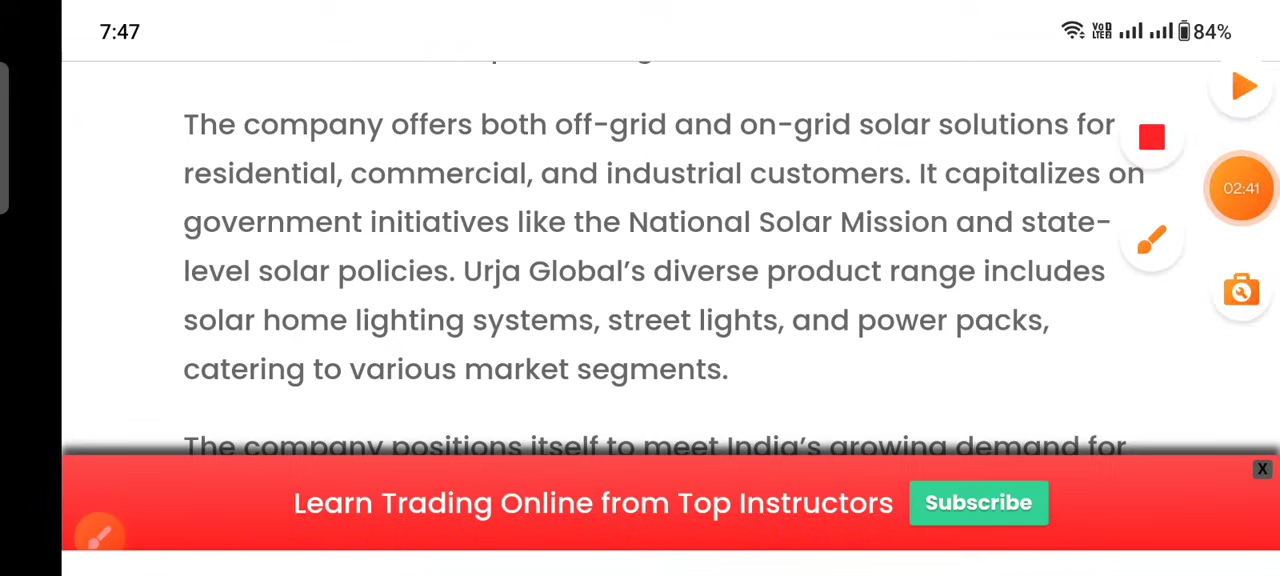 7:47
VoD LTE2 84%
The company offers both off-grid and on-grid solar solutions for
residential, commercial, and industrial customers. It capitalizes on
02:41
government initiatives like the National Solar Mission and state-
level solar policies. Urja Global's diverse product range includes
solar home lighting systems, street lights, and power packs,
catering to various market segments.
The company positions itself to meet India's growing demand for
X
Learn Trading Online from Top Instructors Subscribe